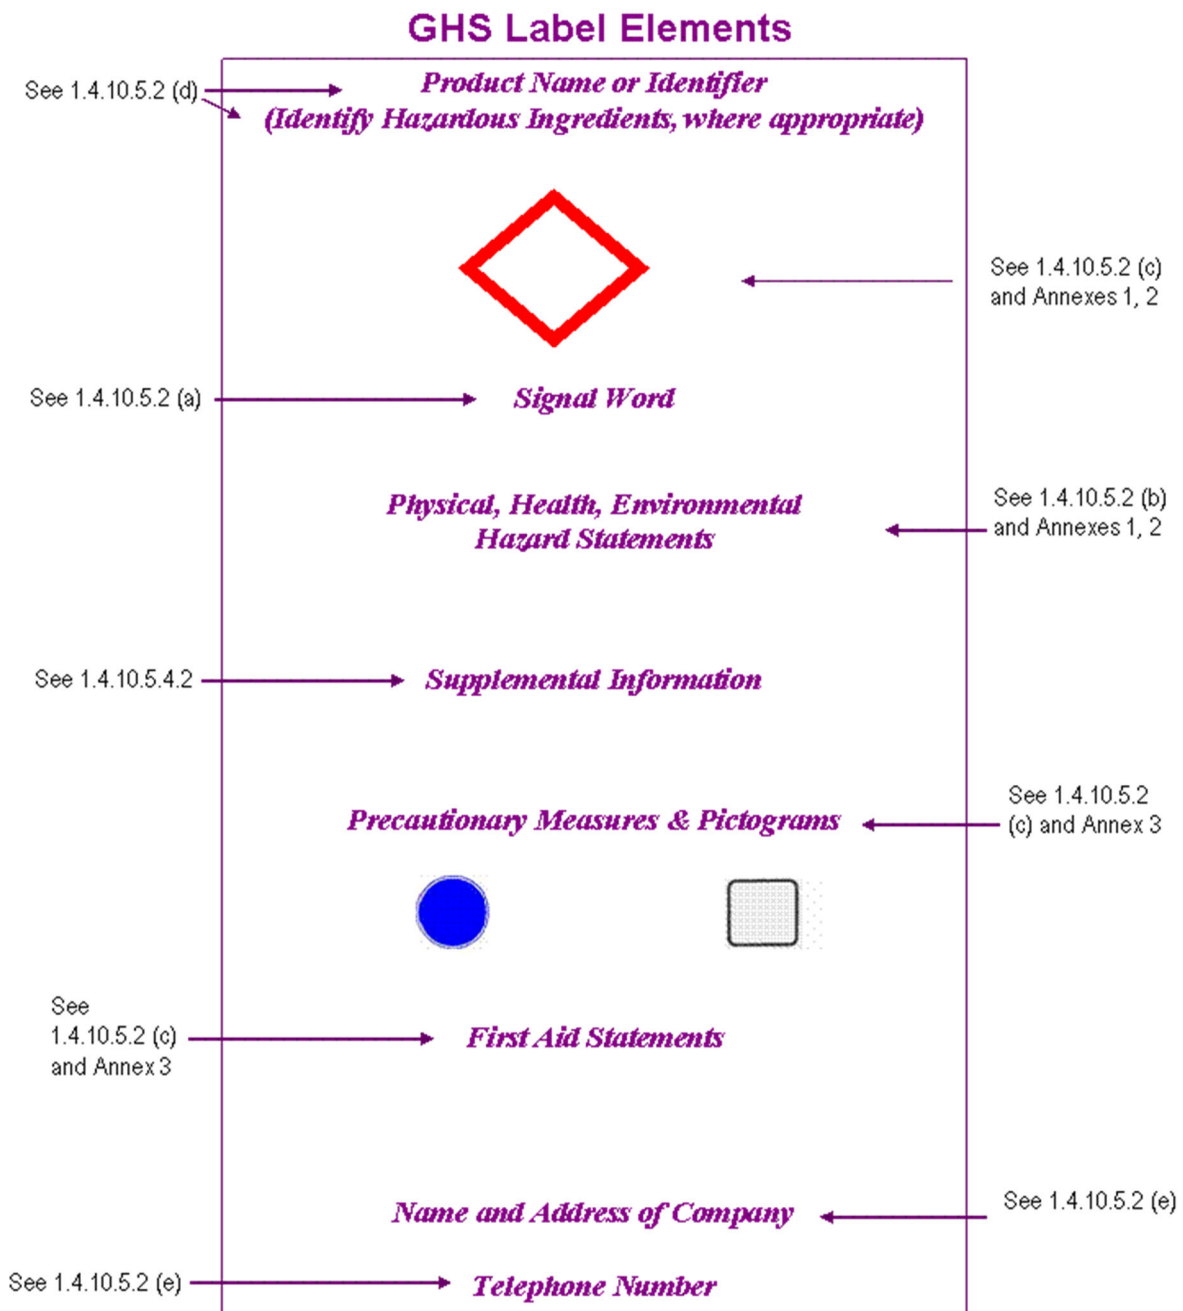 GHS Label Elements
See 1.4.10.5.2 (d)
Product Name or Identifier
(Identify Hazardous Ingredients, where appropriate)
See 1.4.10.5.2 (c)
and Annexes 1, 2
See 1.4.10.5.2 (a)
Signal Word
Physical, Health, Environmental
Hazard Statements
See 1.4.10.5.2 (b)
and Annexes 1, 2
See 1.4.10.5.4.2
Supplemental Information
Precautionary Measures & Pictograms
See 1.4.10.5.2
(c) and Annex 3
See
1.4.10.5.2 (c)
and Annex 3
First Aid Statements
Name and Address of Company
See 1.4.10.5.2 (e)
See 1.4.10.5.2 (e)
Telephone Number